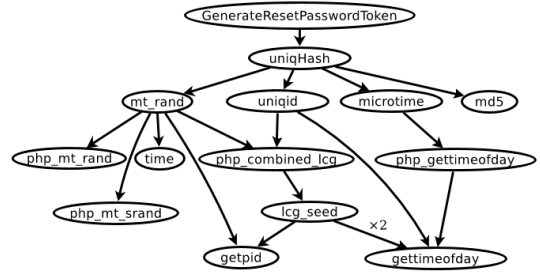 GenerateResetPasswordToken
uniqHash
mt_rand
uniqid
microtime
md5
php_mt_rand
time
php_combined_lcg
php_gettimeofday
php_mt_srand
lcg_seed
×2
getpid
gettimeofday